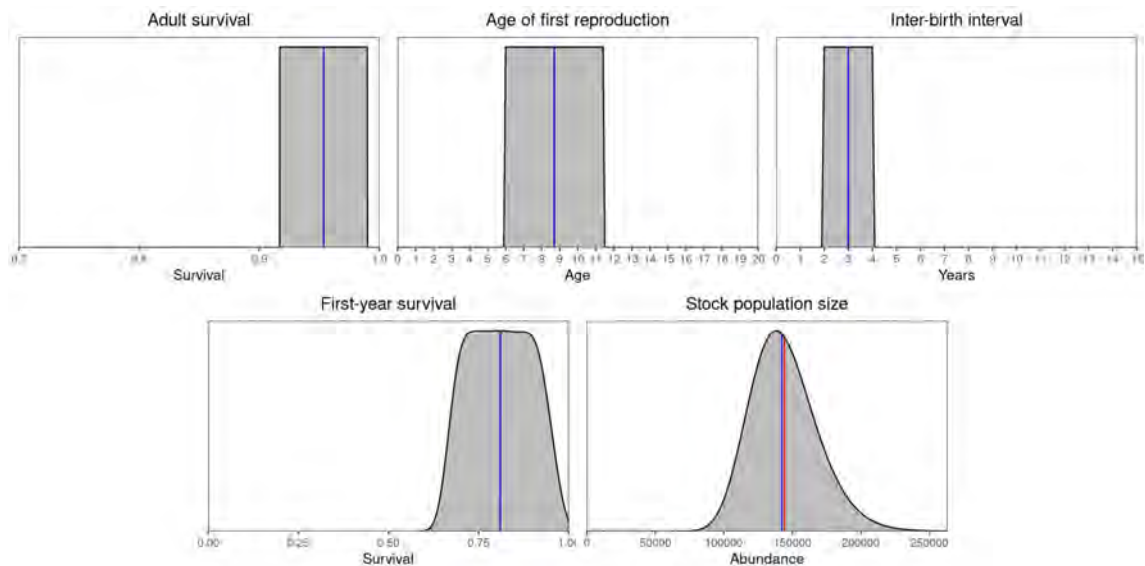 Adult survival
Age of first reproduction
Inter-birth interval
0.7 0.8 0.9 1.0
0 1 2 3 4 5 6 7 8 9 10 11 12 13 14 15 16 17 18 19 20
0 1 2 3 4 5 6 7 8 9 10 11 12 13 14 15
Survival
Age
Years
First-year survival
Stock population size
0.00 0.25 0.50 0.75 1.0
0 50000 100000 150000 200000 250000
Survival
Abundance